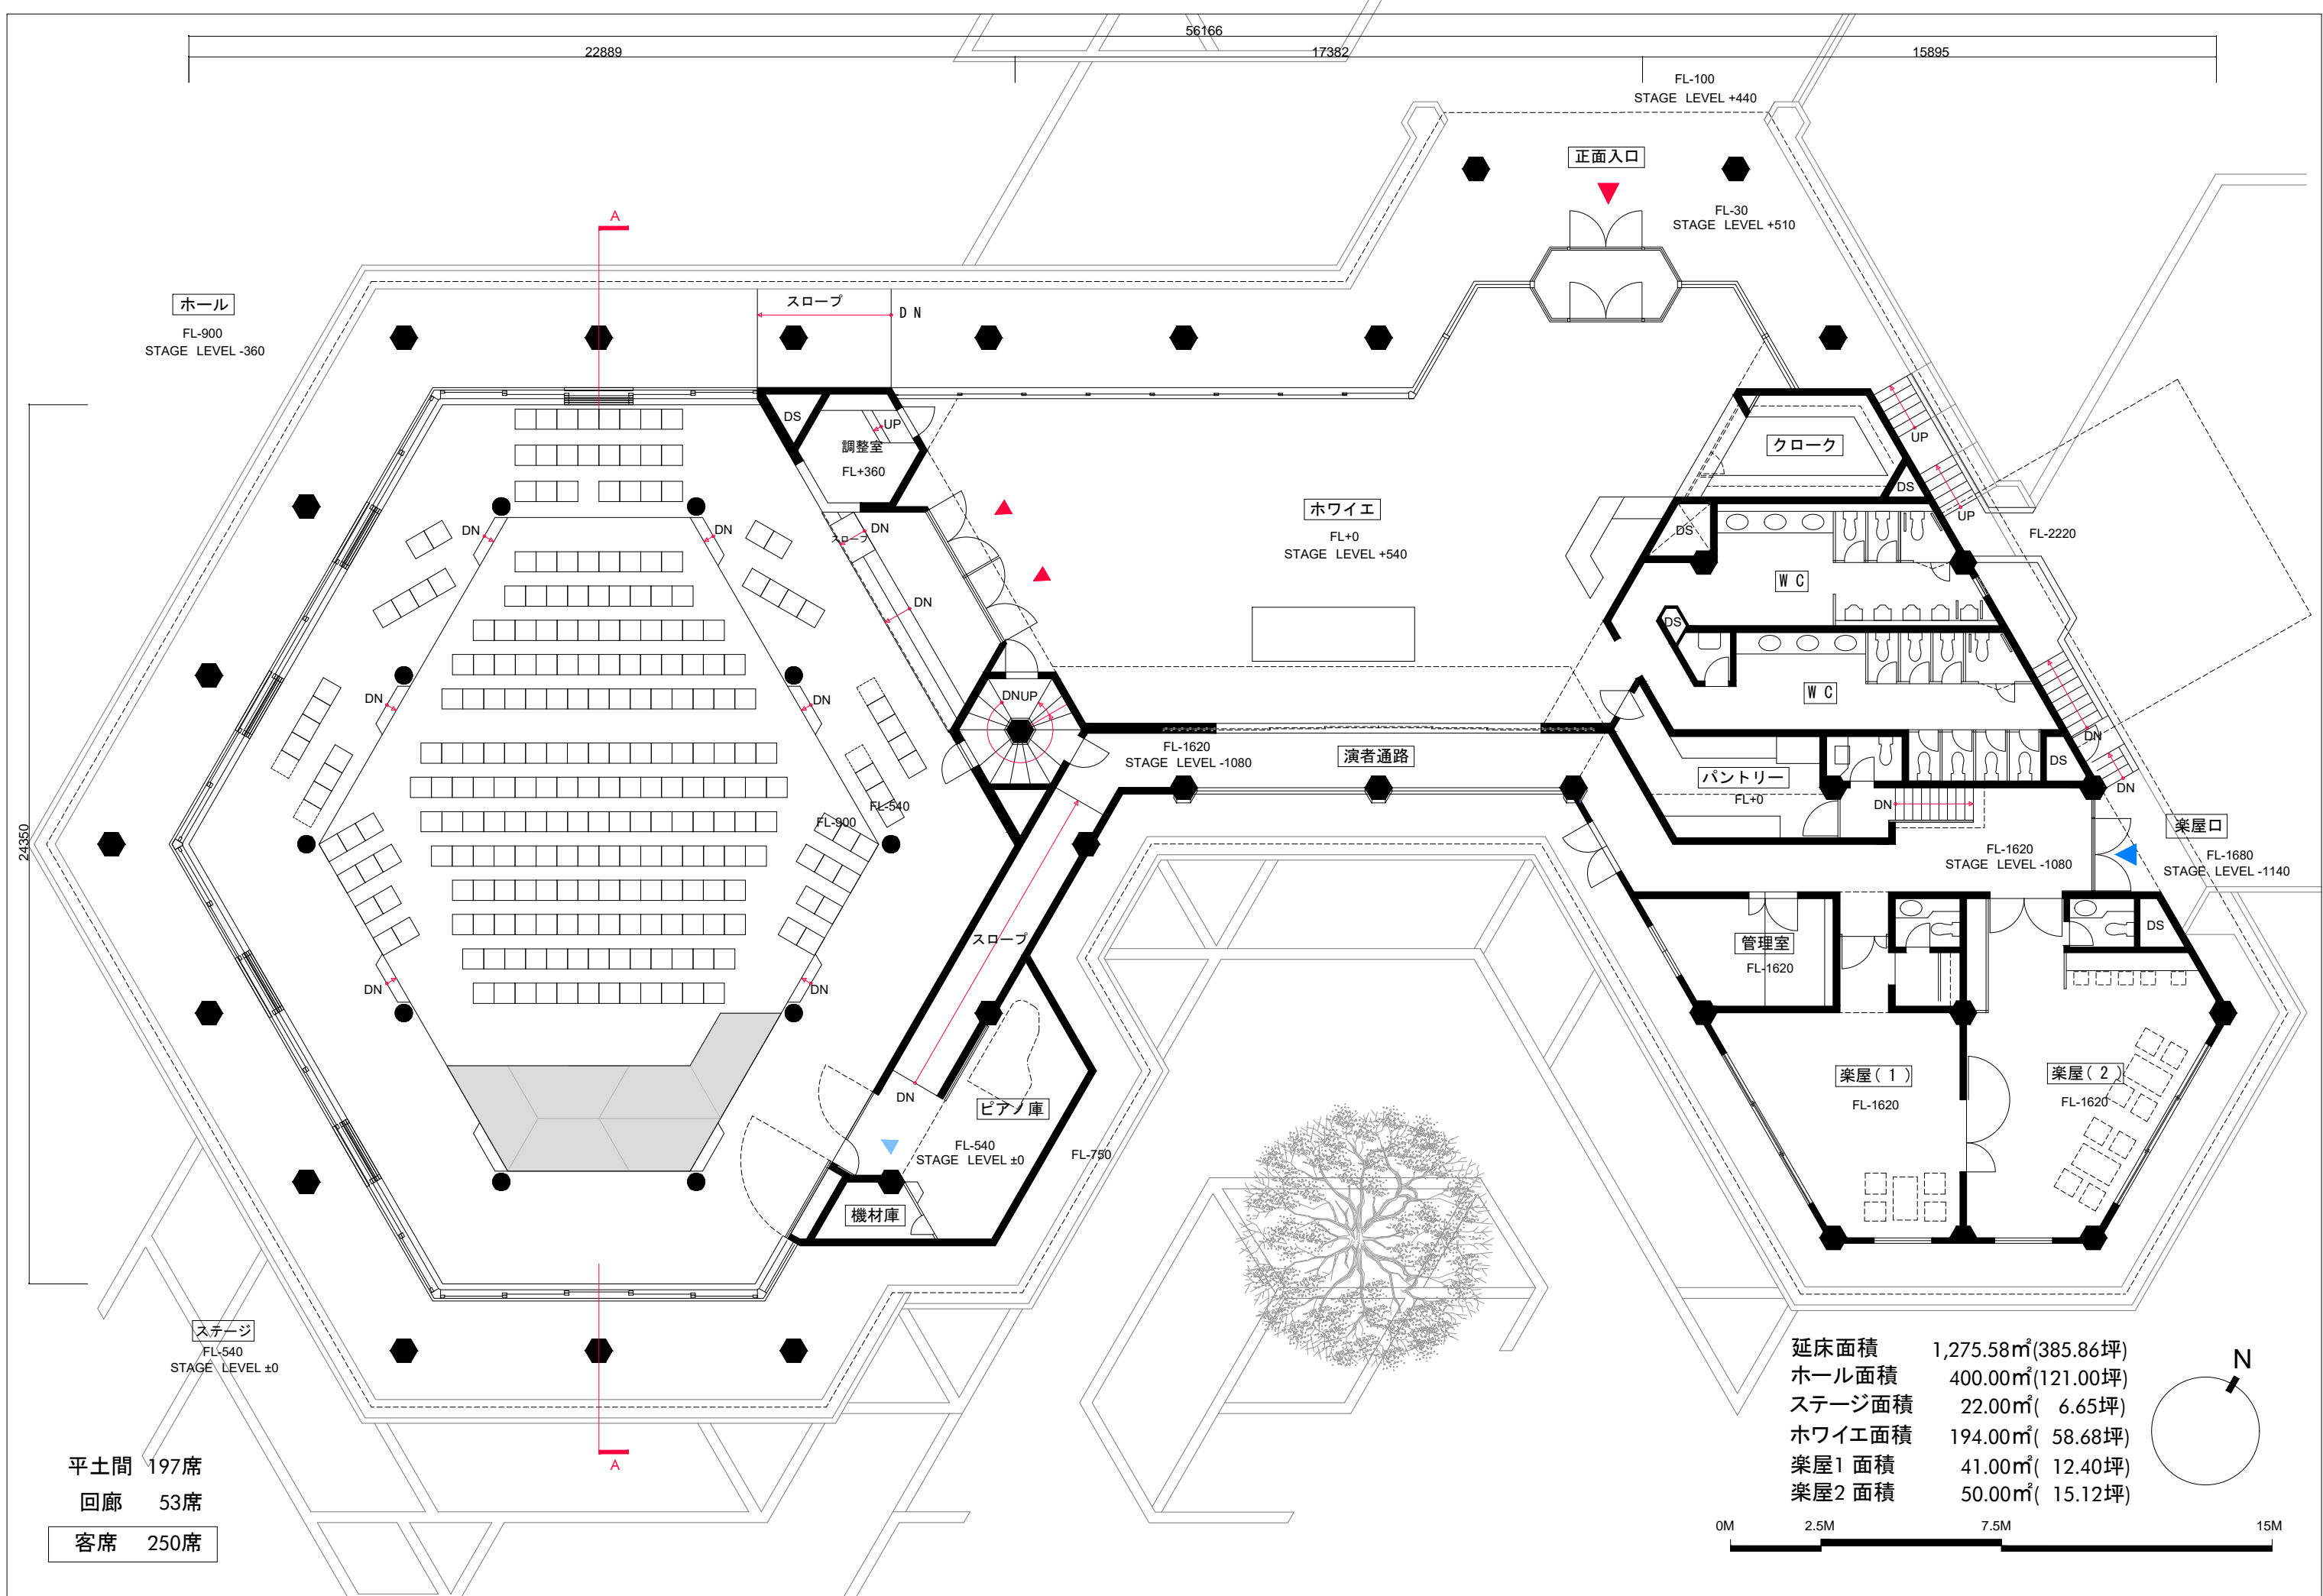 56166
22889
17382
15895
FL-100
STAGE LEVEL +440
正面入口
FL-30
STAGE LEVEL +510
A
ホール
FL-900
STAGE LEVEL -360
スロープ
D N
DS
UP
調整室
FL+360
クローク
UP
DS
UP
ホワイエ
FL+0
STAGE LEVEL +540
DS
FL-2220
DN
DN
DN
スロープ
W C
DN
DS
DN
DN
DNUP
W C
FL-1620
STAGE LEVEL -1080
演者通路
DN
パントリー
FL+0
DS
DN
DN
FL-540
FL-900
24350
楽屋口
FL-1680
STAGE LEVEL -1140
FL-1620
STAGE LEVEL -1080
スロープ
管理室
FL-1620
DS
DN
DN
楽屋(1)
FL-1620
楽屋(2)
FL-1620
DN
ピアノ庫
FL-540
STAGE LEVEL ±0
FL-750
機材庫
ステージ
FL-540
STAGE LEVEL ±0
A
延床面積 1,275.58㎡(385.86坪)
ホール面積 400.00㎡(121.00坪)
ステージ面積 22.00㎡( 6.65坪)
ホワイエ面積 194.00㎡( 58.68坪)
楽屋1 面積 41.00㎡( 12.40坪)
楽屋2 面積 50.00㎡( 15.12坪)
N
平土間 197席
回廊 53席
客席 250席
0M 2.5M 7.5M 15M